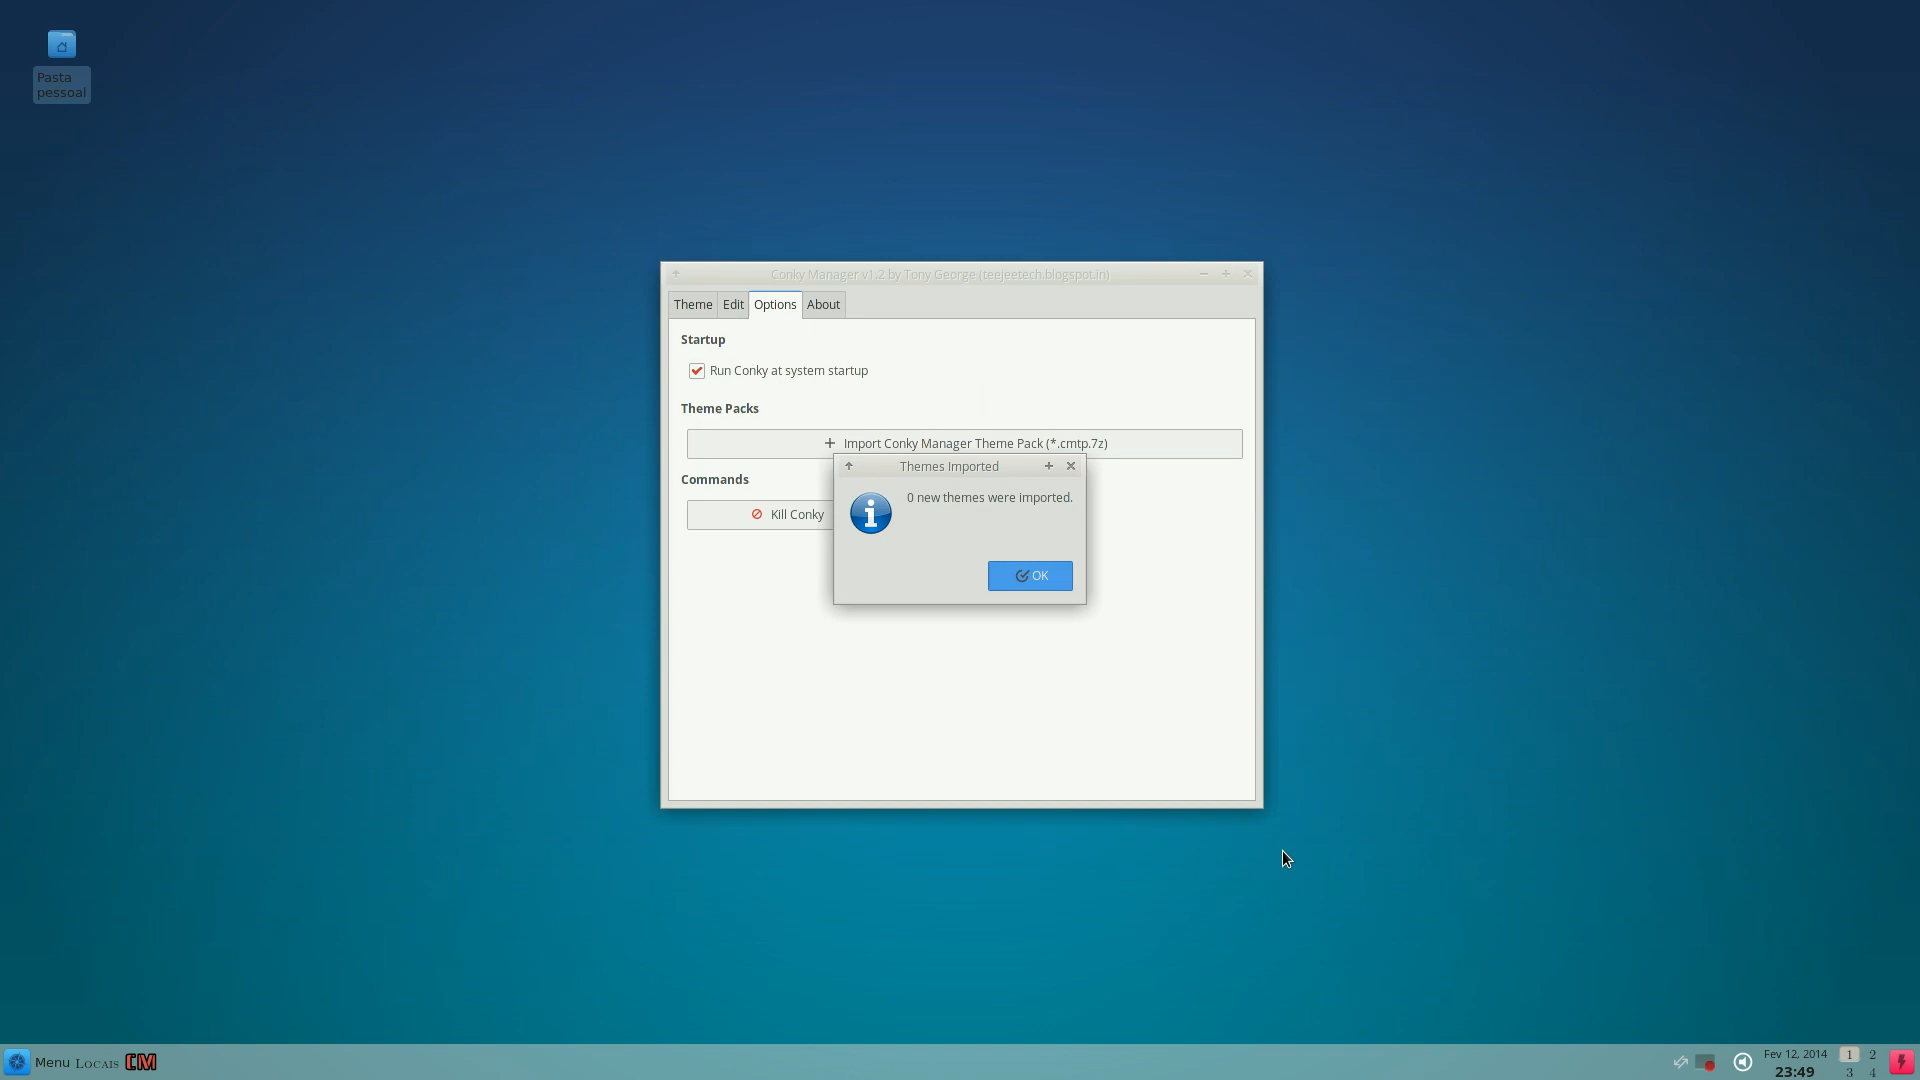 Pasta
pessoal
Conky Manager v1.2 by Tony George (teejeetech.blogspot.in)
Theme Edit Options About
Startup
Run Conky at system startup
Theme Packs
Import Conky Manager Theme Pack (*.cmtp.7z)
Themes Imported
Commands
0 new themes were imported.
Kill Conky
OK
Menu Locais CM
Fev 12, 2014
23:49
1 2
3 4